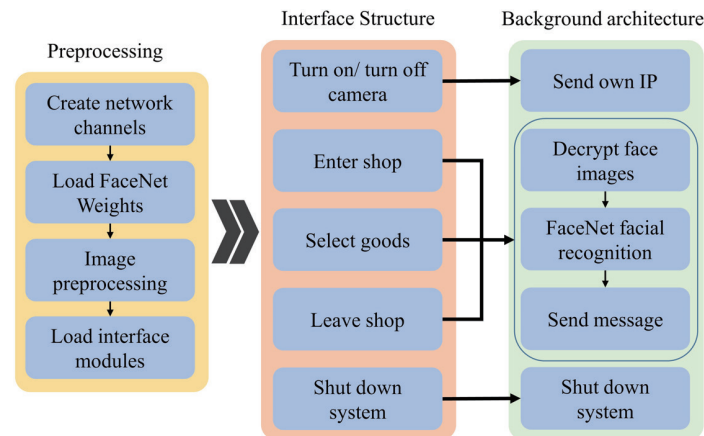 Preprocessing
Create network
channels
Load FaceNet
Weights
Image
preprocessing
Load interface
modules
Interface Structure
Turn on/ turn off
camera
Enter shop
Select goods
Leave shop
Shut down
system
Background architecture
Send own IP
Decrypt face
images
FaceNet facial
recognition
Send message
Shut down
system